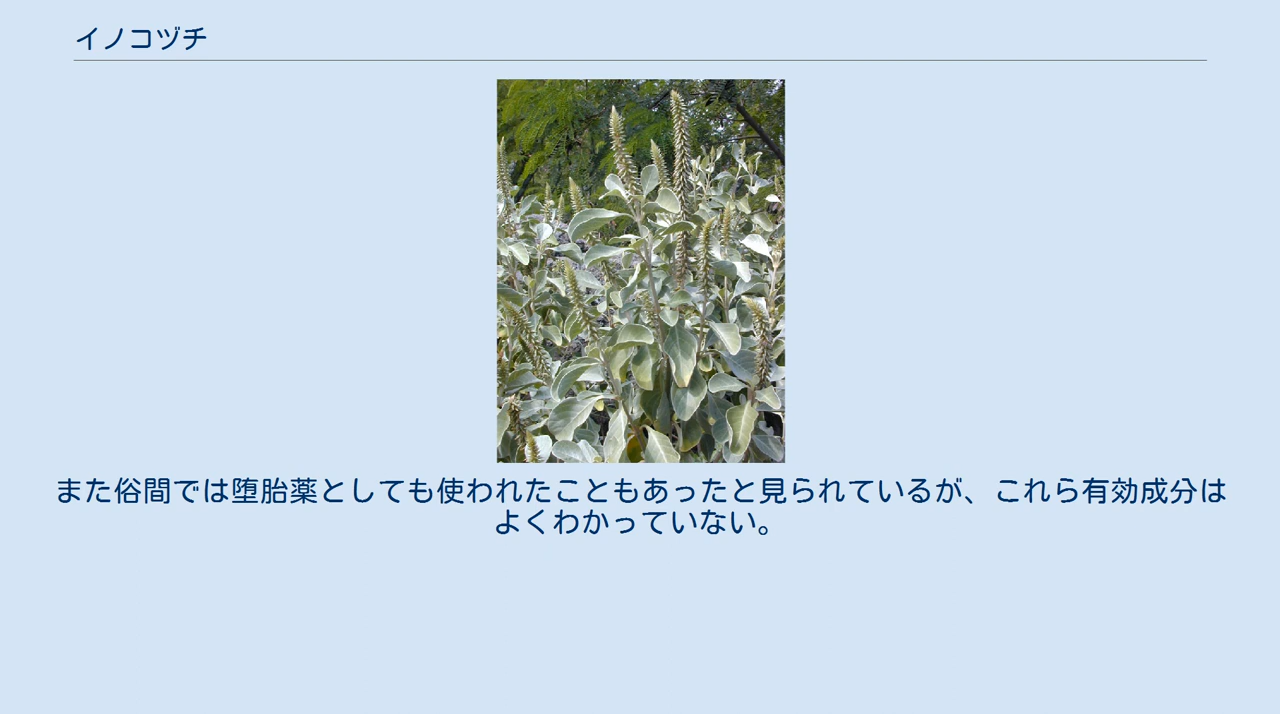 イノコヅチ
また俗間では堕胎薬としても使われたこともあったと見られているが、これら有効成分は
よくわかっていない。